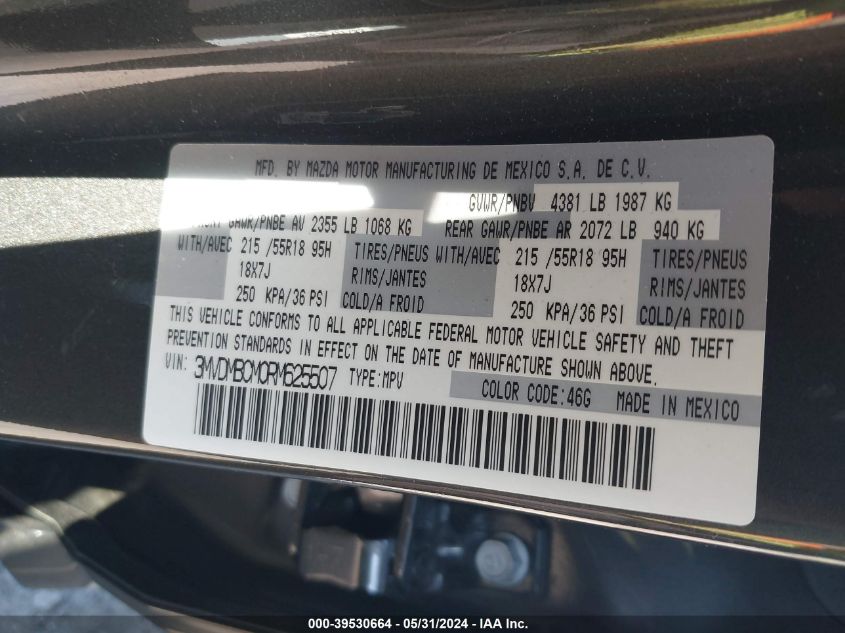 MFD. BY MAZDA MOTOR MANUFACTURING DE MEXICO S.A. DE C.V.
GVWR/PNBV 4381 LB 1987 KG
GAWR/PNBE AV 2355 LB 1068 KG REAR GAWR/PNBE AR 2072 LB 940 KG
WITH/AVEC 215 /55R18 95H TIRES/PNEUS WITH/AVEC 215 /55R18 95H TIRES/PNEUS
18X7J RIMS/JANTES 18X7J RIMS/JANTES
250 KPA/36 PSI COLD/A FROID 250 KPA/36 PSI COLD/A FROID
THIS VEHICLE CONFORMS TO ALL APPLICABLE FEDERAL MOTOR VEHICLE SAFETY AND THEFT
PREVENTION STANDARDS IN EFFECT ON THE DATE OF MANUFACTURE SHOWN ABOVE.
VIN: 3MVDMBCM0RM625507 TYPE:MPV
COLOR CODE:46G MADE IN MEXICO
000-39530664 - 05/31/2024 - IAA Inc.